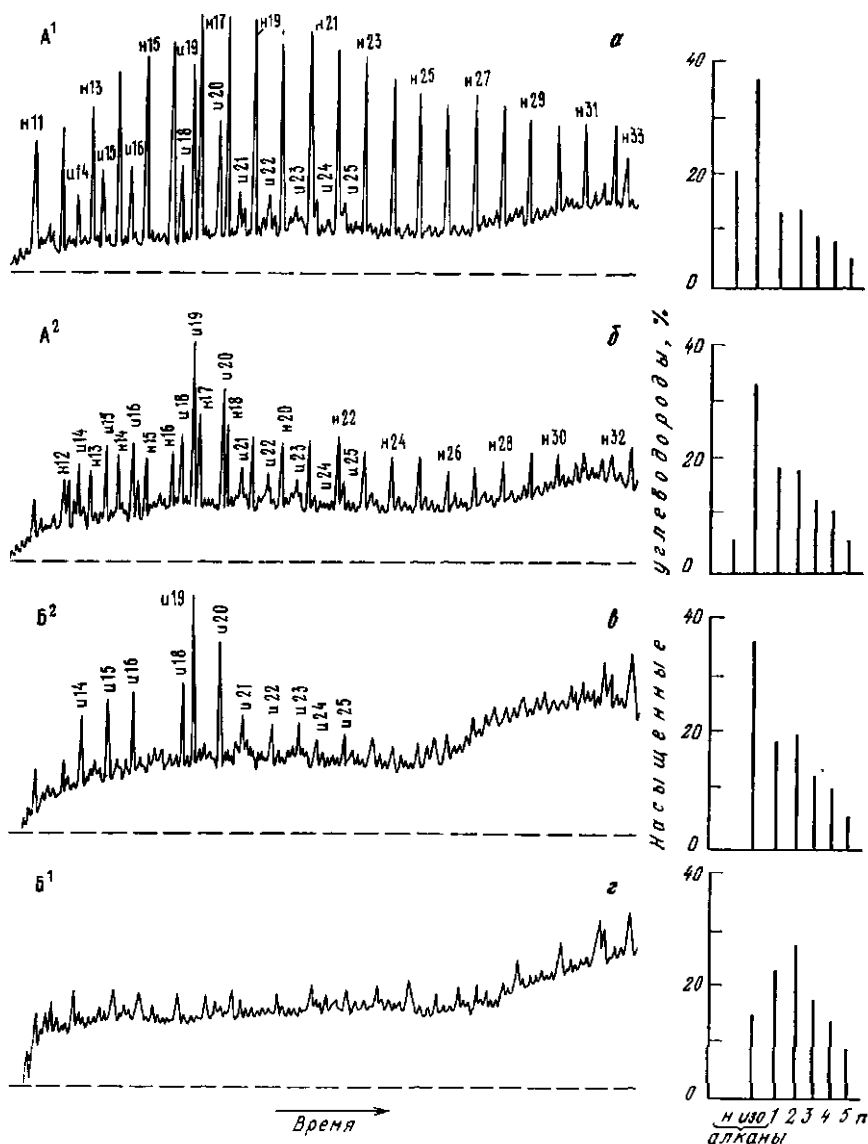 А¹
а
н11
н13
и14
и15
и16
н15
и18
и19
н17
и20
н19
и21
и22
н21
и23
и24
и25
н23
н25
н27
н29
н31
н33
40
20
0
А²
б
н12
и14
н13
и15
н14
и16
н15
н16
и18
и19
н17
и20
н18
и21
и22
н20
и23
и24
н22
и25
н24
н26
н28
н30
н32
40
20
0
Б²
в
и14
и15
и16
и18
и19
и20
и21
и22
и23
и24
и25
40
20
0
Б¹
г
40
20
0
Насыщенные углеводороды, %
Время
н изо 1 2 3 4 5 п
алканы